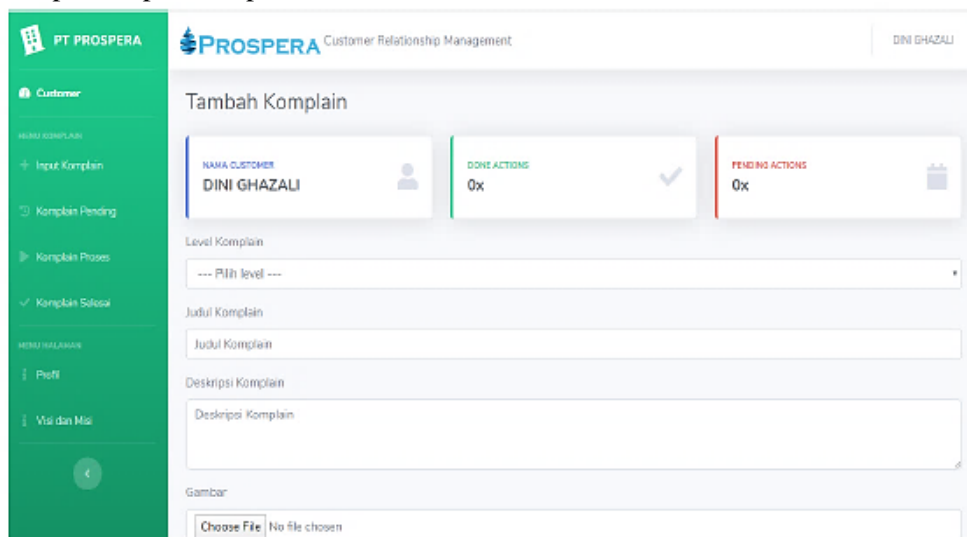 PT PROSPERA
Customer
MENU KOMPLAIN
Input Komplain
Komplain Pending
Komplain Proses
Komplain Selesai
MENU HALAMAN
Profil
Visi dan Misi
PROSPERA Customer Relationship Management
DINI GHAZALI
Tambah Komplain
NAMA CUSTOMER
DINI GHAZALI
DONE ACTIONS
0x
PENDING ACTIONS
0x
Level Komplain
--- Pilih level ---
Judul Komplain
Judul Komplain
Deskripsi Komplain
Deskripsi Komplain
Gambar
Choose File No file chosen